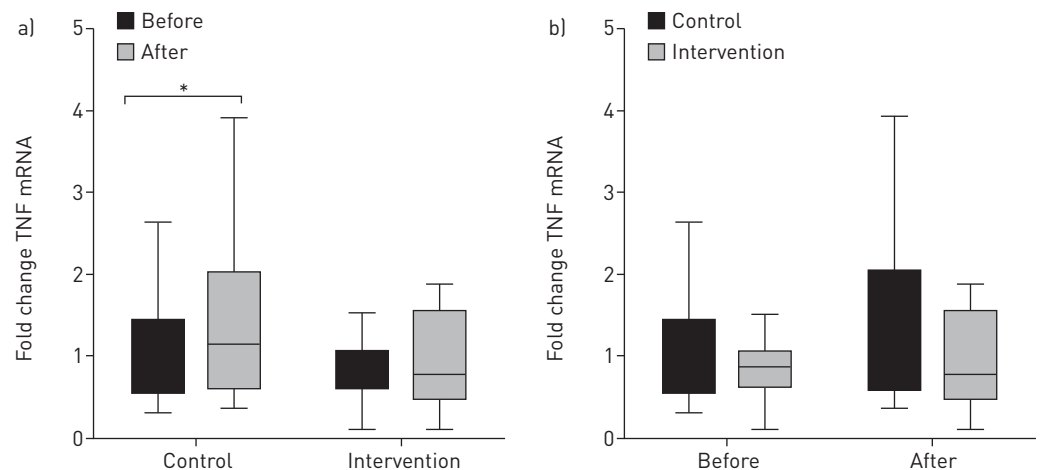 a)
Before
After
*
Fold change TNF mRNA
5
4
3
2
1
0
Control
Intervention
b)
Control
Intervention
Fold change TNF mRNA
5
4
3
2
1
0
Before
After